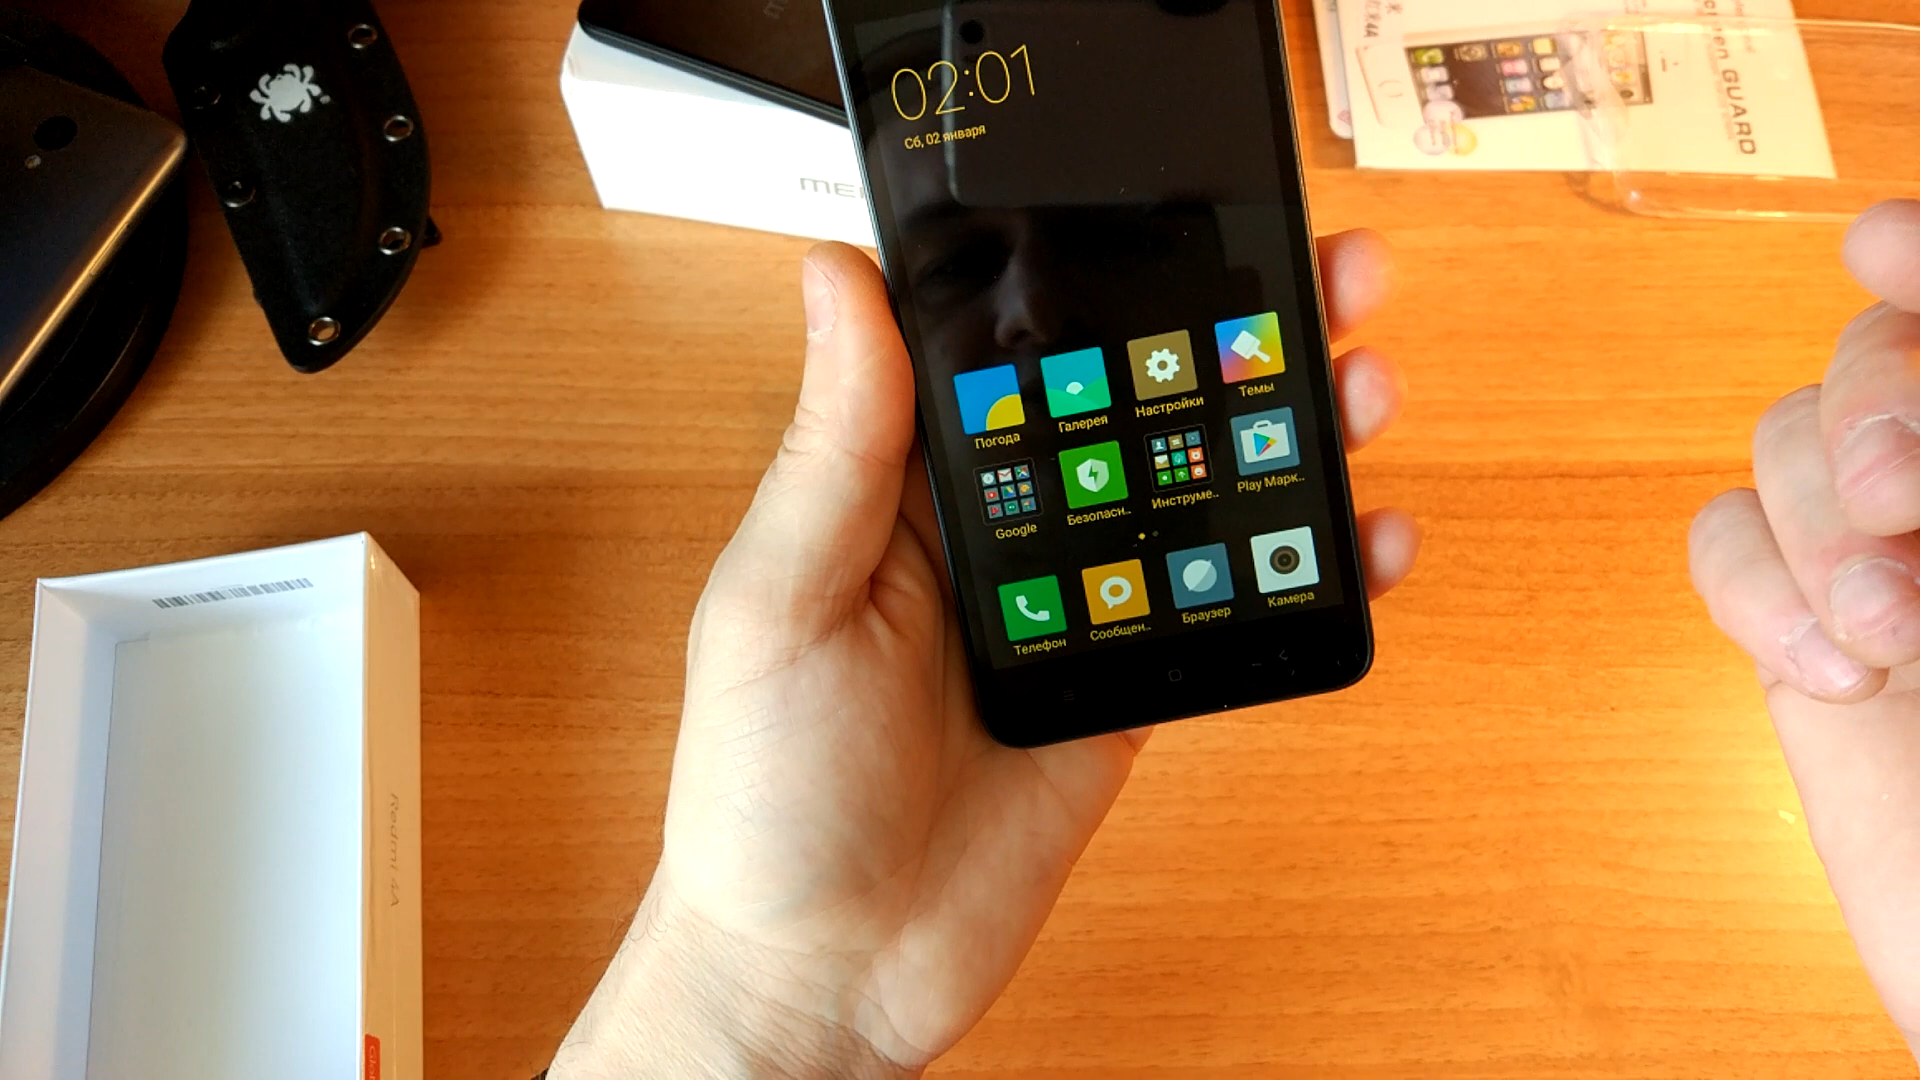 02:01
Сб, 02 января
Погода
Галерея
Настройки
Темы
Google
Безопасн..
Инструме..
Play Марк..
Телефон
Сообщен..
Браузер
Камера
GUARD
Redmi 4A